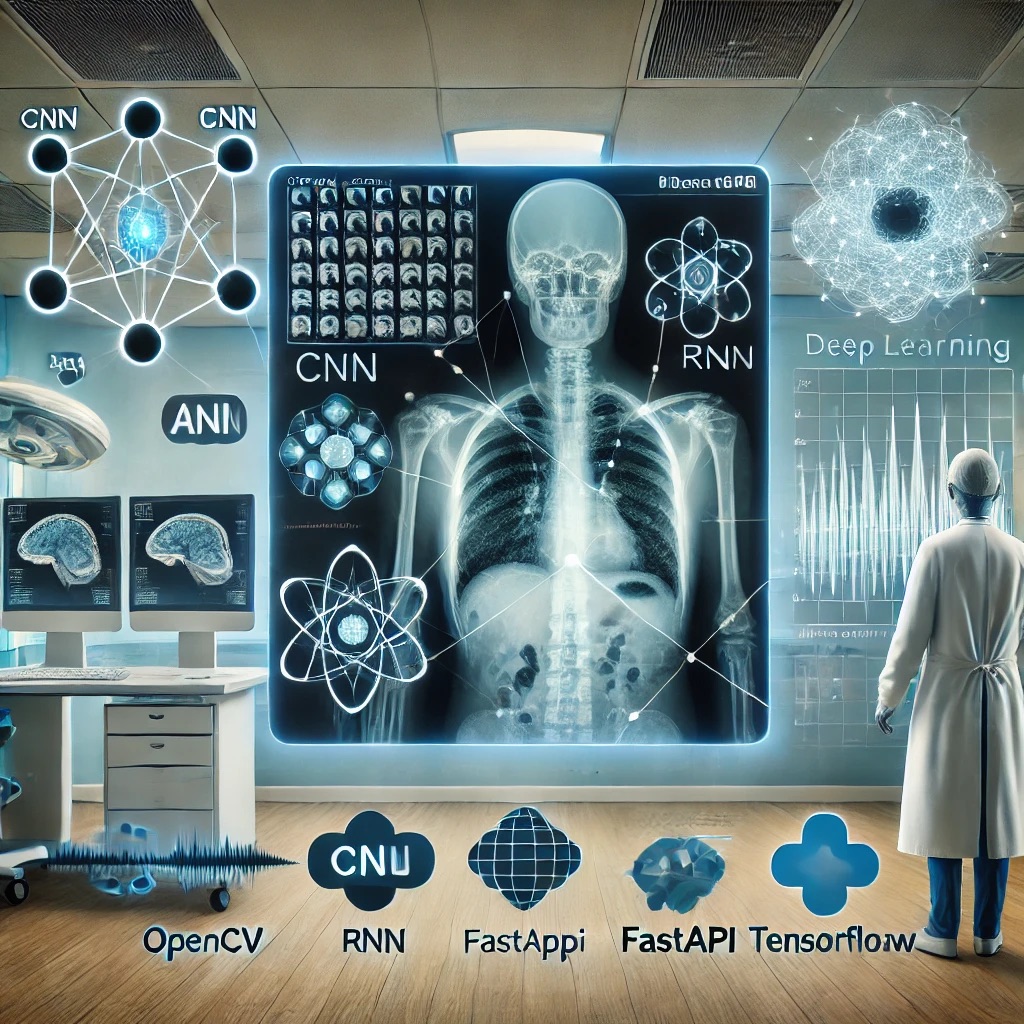 CNN
CNN
CNN
RNN
Deep Learning
ANN
CNU
OpenCV
RNN
FastAppi
FastAPI
Tensorflow